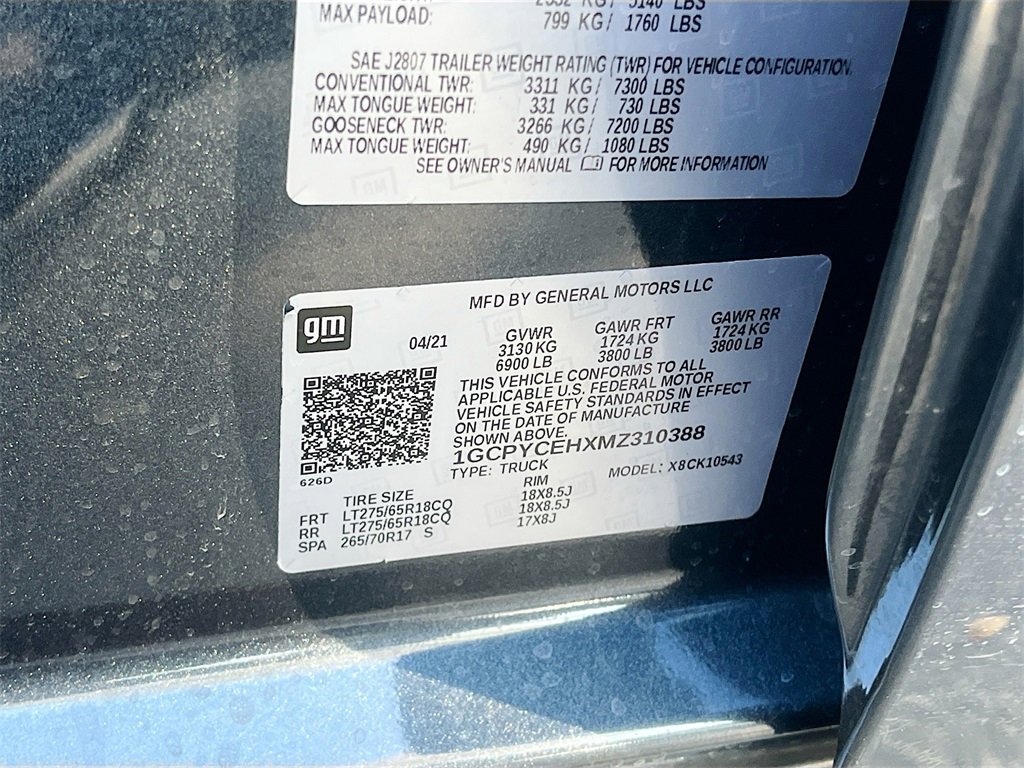 5140 LBS
MAX PAYLOAD: 799 KG/ 1760 LBS
SAE J2807 TRAILER WEIGHT RATING (TWR) FOR VEHICLE CONFIGURATION.
CONVENTIONAL TWR: 3311 KG/ 7300 LBS
MAX TONGUE WEIGHT: 331 KG/ 730 LBS
GOOSENECK TWR: 3266 KG/ 7200 LBS
MAX TONGUE WEIGHT: 490 KG/ 1080 LBS
SEE OWNER'S MANUAL FOR MORE INFORMATION
gm
MFD BY GENERAL MOTORS LLC
04/21 GVWR GAWR FRT GAWR RR
3130 KG 1724 KG 1724 KG
6900 LB 3800 LB 3800 LB
THIS VEHICLE CONFORMS TO ALL
APPLICABLE U.S. FEDERAL MOTOR
VEHICLE SAFETY STANDARDS IN EFFECT
ON THE DATE OF MANUFACTURE
SHOWN ABOVE.
1GCPYCEHXMZ310388
TYPE: TRUCK MODEL: X8CK10543
626D
TIRE SIZE RIM
FRT LT275/65R18CQ 18X8.5J
RR LT275/65R18CQ 18X8.5J
SPA 265/70R17 S 17X8J